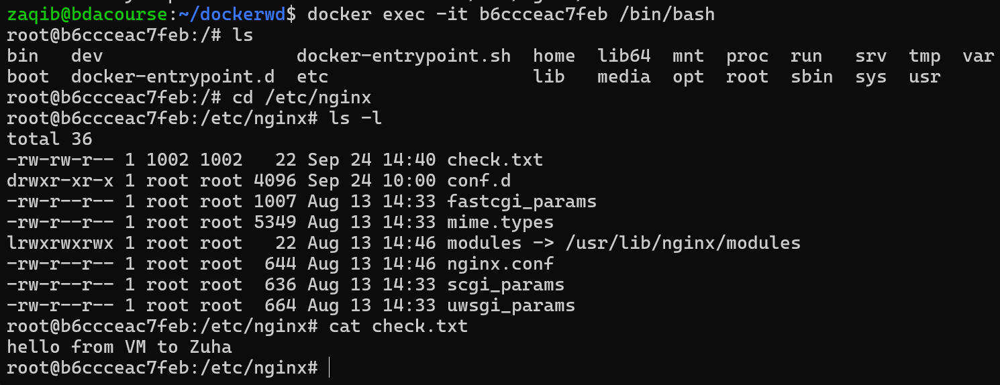 zaqib@bdacourse:~/dockerwd$ docker exec -it b6ccceac7feb /bin/bash
root@b6ccceac7feb:/# ls
bin   dev                  docker-entrypoint.sh  home  lib64  mnt  proc  run   srv  tmp  var
boot  docker-entrypoint.d  etc                   lib   media  opt  root  sbin  sys  usr
root@b6ccceac7feb:/# cd /etc/nginx
root@b6ccceac7feb:/etc/nginx# ls -l
total 36
-rw-rw-r-- 1 1002 1002   22 Sep 24 14:40 check.txt
drwxr-xr-x 1 root root 4096 Sep 24 10:00 conf.d
-rw-r--r-- 1 root root 1007 Aug 13 14:33 fastcgi_params
-rw-r--r-- 1 root root 5349 Aug 13 14:33 mime.types
lrwxrwxrwx 1 root root   22 Aug 13 14:46 modules -> /usr/lib/nginx/modules
-rw-r--r-- 1 root root  644 Aug 13 14:46 nginx.conf
-rw-r--r-- 1 root root  636 Aug 13 14:33 scgi_params
-rw-r--r-- 1 root root  664 Aug 13 14:33 uwsgi_params
root@b6ccceac7feb:/etc/nginx# cat check.txt
hello from VM to Zuha
root@b6ccceac7feb:/etc/nginx#